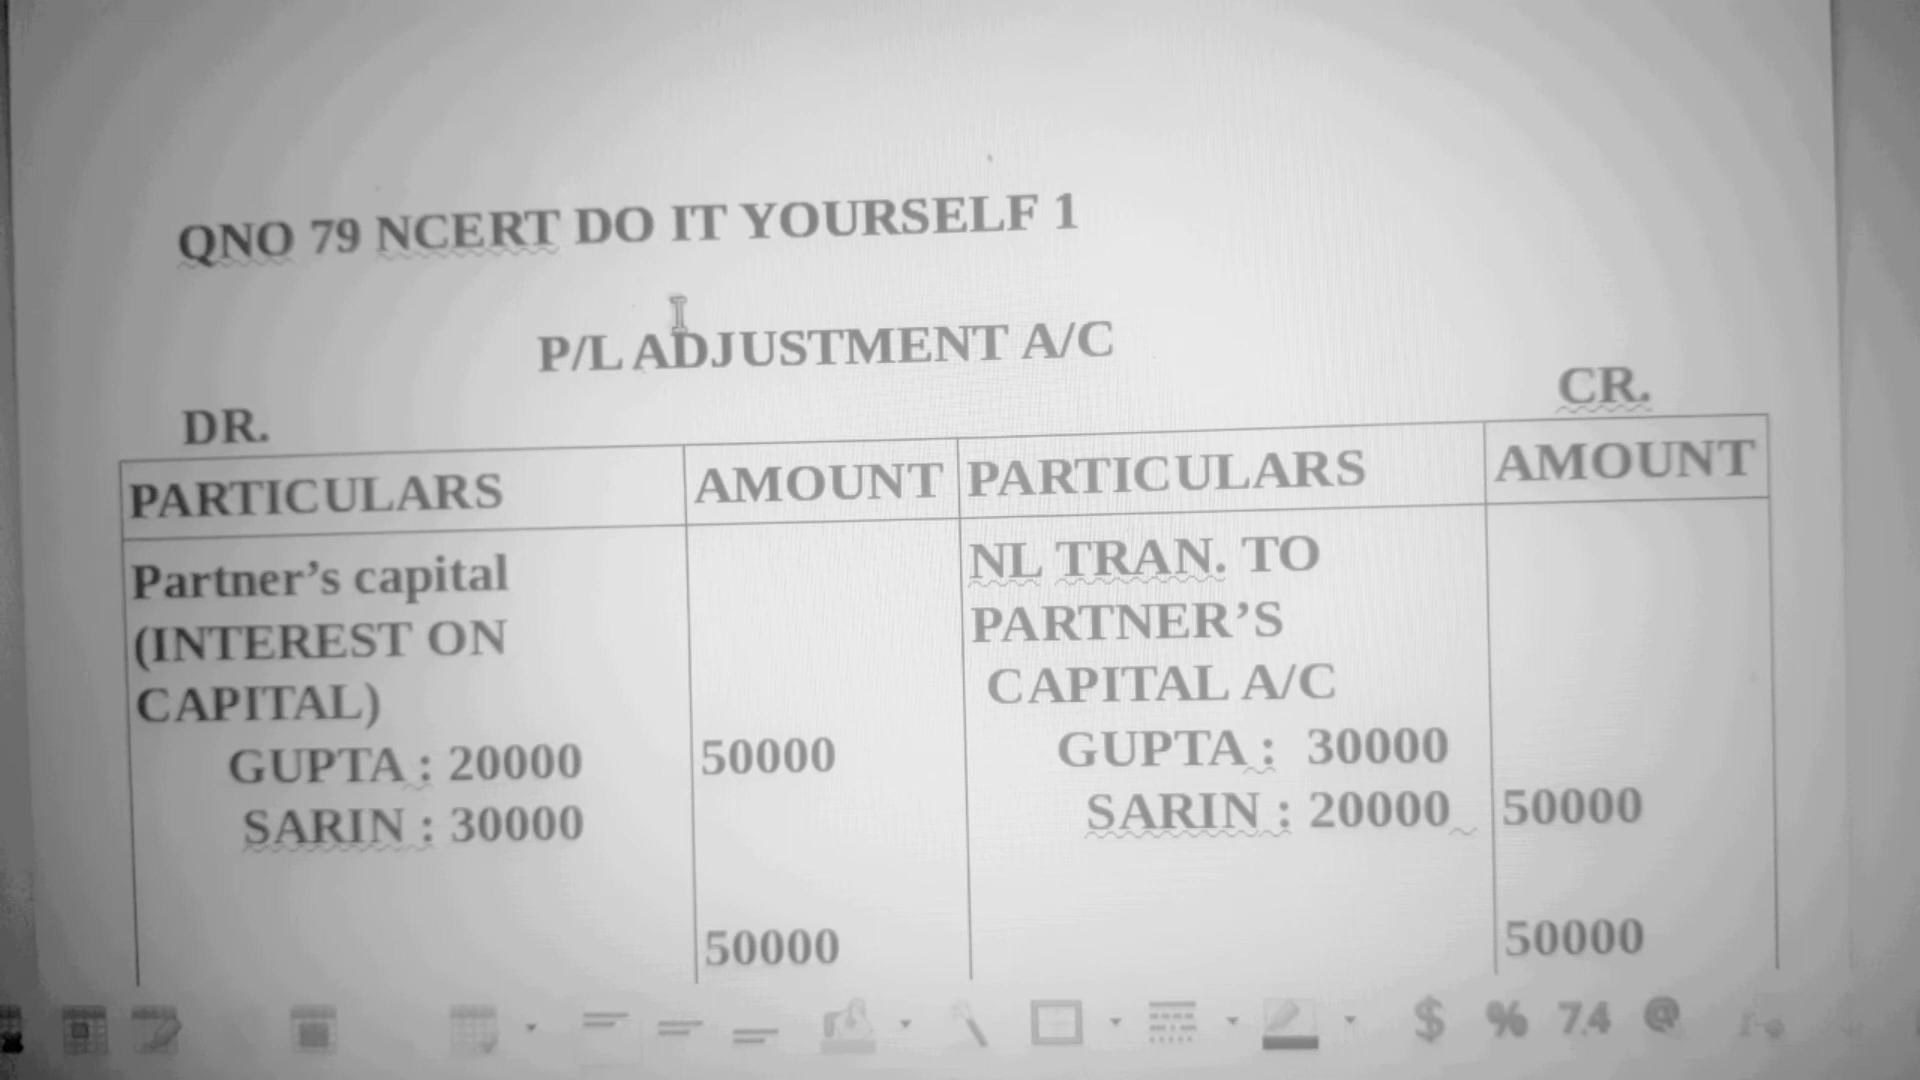 QNO 79 NCERT DO IT YOURSELF 1
P/L ADJUSTMENT A/C
DR. CR.
PARTICULARS AMOUNT PARTICULARS AMOUNT
Partner's capital NL TRAN. TO
(INTEREST ON PARTNER'S
CAPITAL) CAPITAL A/C
GUPTA : 20000 50000 GUPTA : 30000
SARIN : 30000 SARIN : 20000 50000
50000 50000
$ % 7.4 @